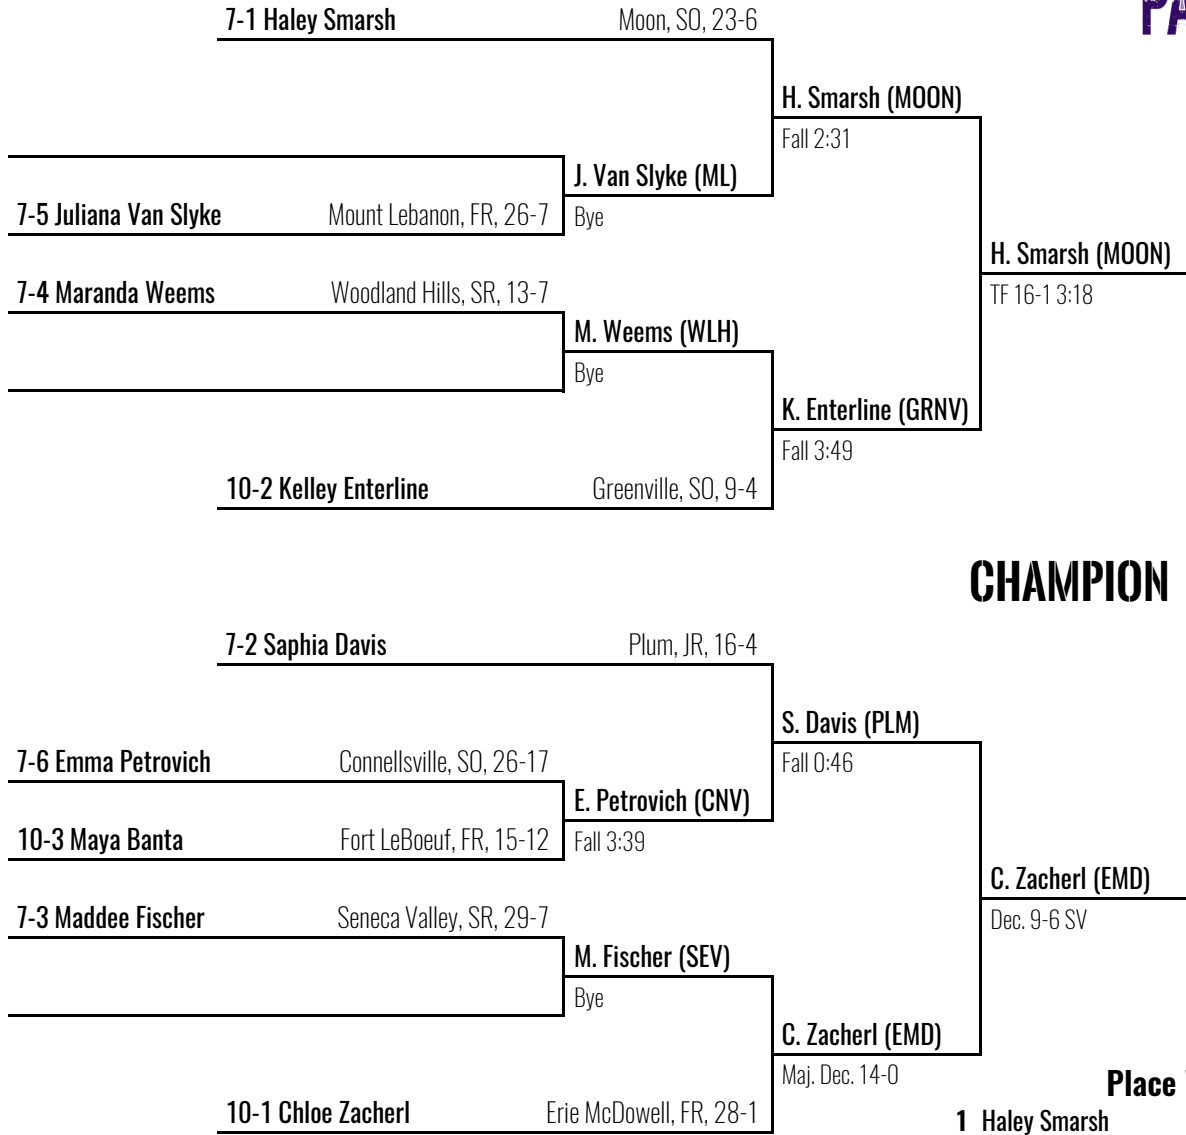 PA
7-1 Haley Smarsh Moon, SO, 23-6
H. Smarsh (MOON)
Fall 2:31
J. Van Slyke (ML)
7-5 Juliana Van Slyke Mount Lebanon, FR, 26-7 Bye
H. Smarsh (MOON)
7-4 Maranda Weems Woodland Hills, SR, 13-7 TF 16-1 3:18
M. Weems (WLH)
Bye
K. Enterline (GRNV)
Fall 3:49
10-2 Kelley Enterline Greenville, SO, 9-4
CHAMPION
7-2 Saphia Davis Plum, JR, 16-4
S. Davis (PLM)
7-6 Emma Petrovich Connellsville, SO, 26-17 Fall 0:46
E. Petrovich (CNV)
10-3 Maya Banta Fort LeBoeuf, FR, 15-12 Fall 3:39
C. Zacherl (EMD)
7-3 Maddee Fischer Seneca Valley, SR, 29-7 Dec. 9-6 SV
M. Fischer (SEV)
Bye
C. Zacherl (EMD)
Maj. Dec. 14-0
Place
10-1 Chloe Zacherl Erie McDowell, FR, 28-1
1 Haley Smarsh